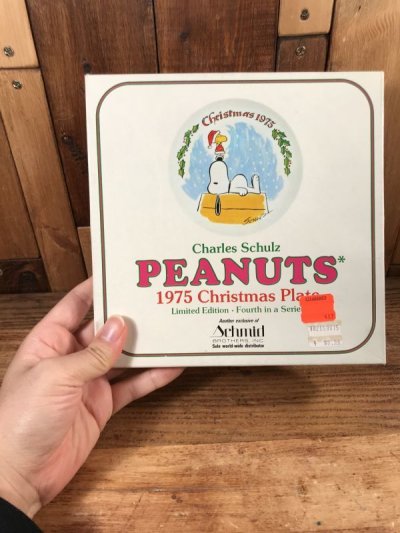 Christmas 1975
Charles Schulz
PEANUTS*
1975 Christmas Plate
Limited Edition · Fourth in a Series
Another exclusive of
Schmid
BROTHERS, INC.
Sole world wide distributor